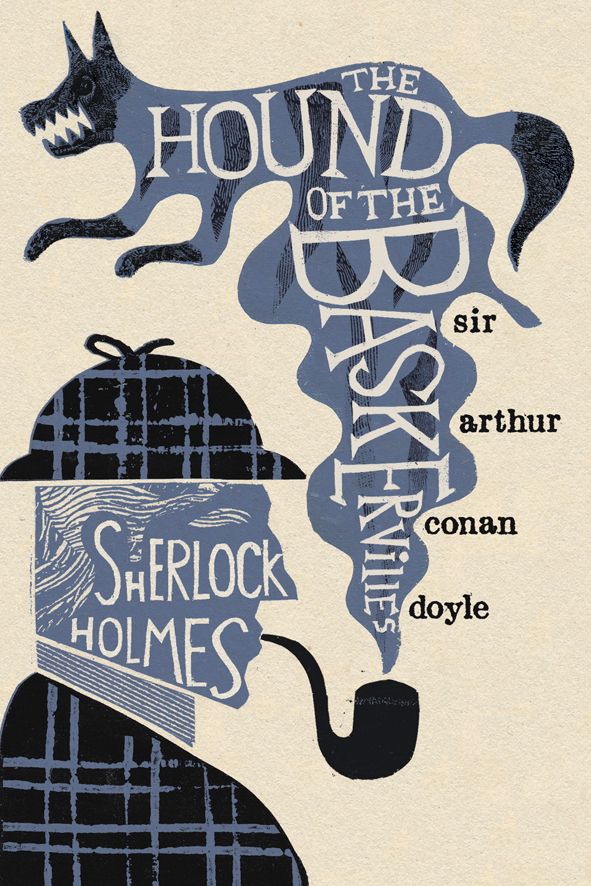 THE
HOUND
OF THE
BASKERVillES
sir
arthur
conan
doyle
SHERLOCK
HOLMES